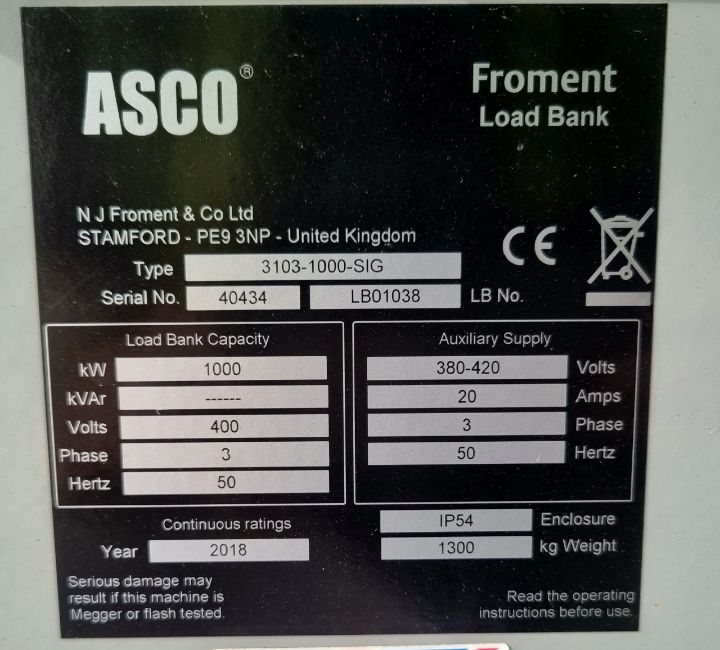 ASCO®
Froment
Load Bank
N J Froment & Co Ltd
STAMFORD - PE9 3NP - United Kingdom
CE
Type 3103-1000-SIG
Serial No. 40434 LB01038 LB No.
Load Bank Capacity
kW 1000
kVAr ------
Volts 400
Phase 3
Hertz 50
Auxiliary Supply
380-420 Volts
20 Amps
3 Phase
50 Hertz
Continuous ratings
Year 2018
IP54 Enclosure
1300 kg Weight
Serious damage may
result if this machine is
Megger or flash tested.
Read the operating
instructions before use.